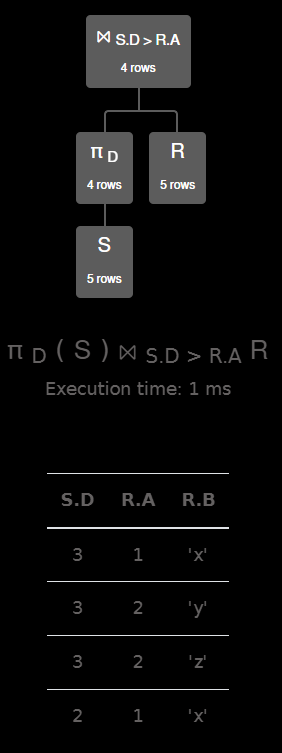 ⋈ S.D > R.A
4 rows
π D
4 rows
R
5 rows
S
5 rows
π D ( S ) ⋈ S.D > R.A R
Execution time: 1 ms
S.D R.A R.B
3 1 'x'
3 2 'y'
3 2 'z'
2 1 'x'